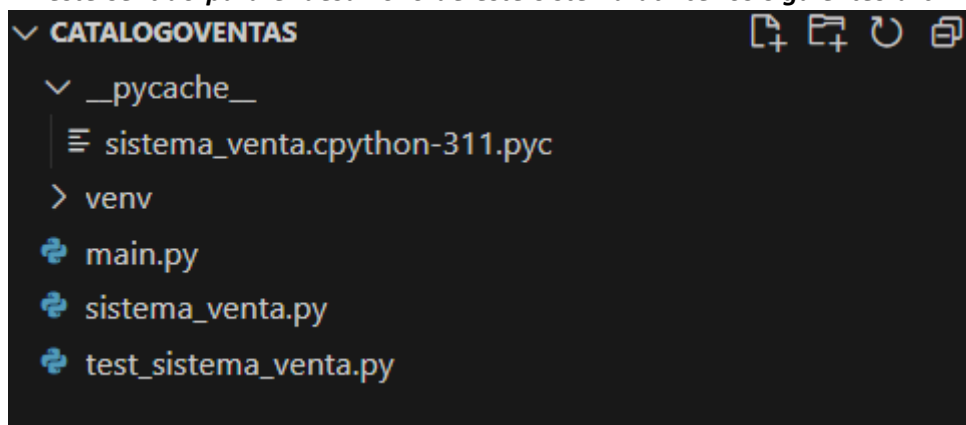 CATALOGOVENTAS
__pycache__
sistema_venta.cpython-311.pyc
venv
main.py
sistema_venta.py
test_sistema_venta.py